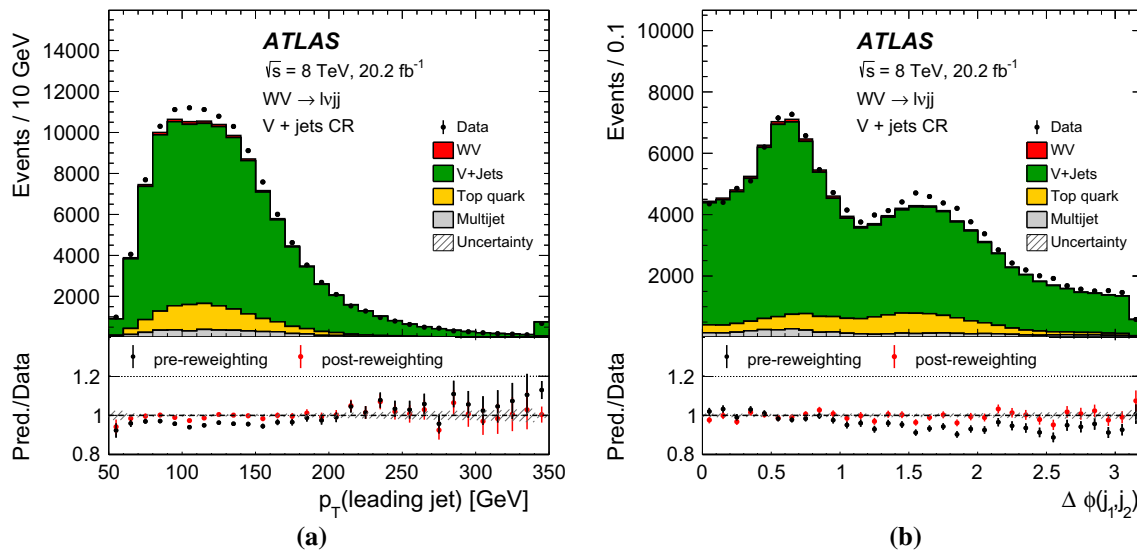 Events / 10 GeV
14000
12000
10000
8000
6000
4000
2000
ATLAS
√s = 8 TeV, 20.2 fb⁻¹
WV → lνjj
V + jets CR
Data
WV
V+Jets
Top quark
Multijet
Uncertainty
Pred./Data
1.2
1
0.8
pre-reweighting
post-reweighting
50 100 150 200 250 300 350
p_T(leading jet) [GeV]
(a)
Events / 0.1
10000
8000
6000
4000
2000
ATLAS
√s = 8 TeV, 20.2 fb⁻¹
WV → lνjj
V + jets CR
Data
WV
V+Jets
Top quark
Multijet
Uncertainty
Pred./Data
1.2
1
0.8
pre-reweighting
post-reweighting
0 0.5 1 1.5 2 2.5 3
Δ ϕ(j₁,j₂)
(b)